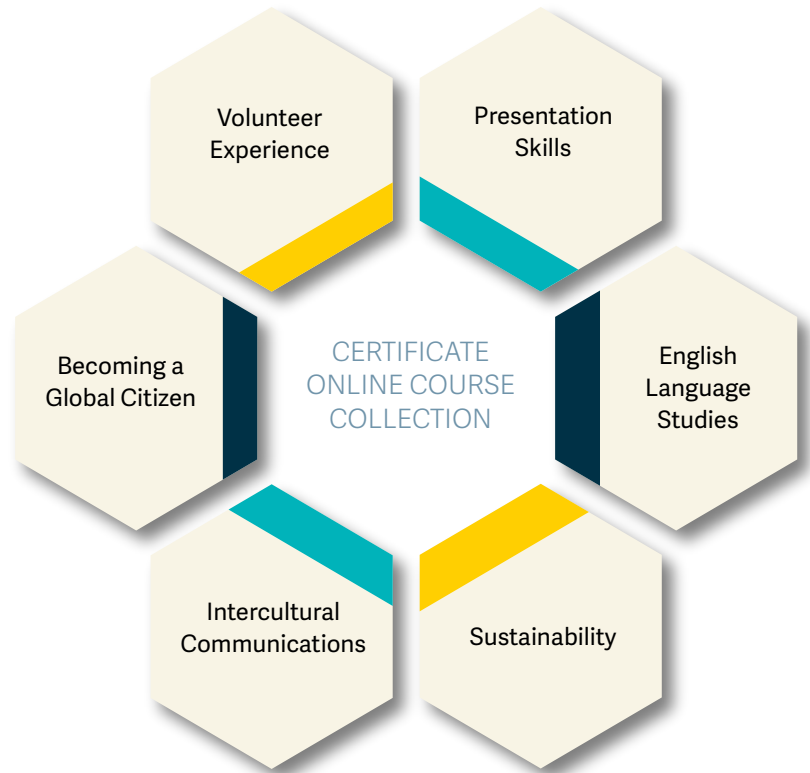 Volunteer
Experience
Presentation
Skills
Becoming a
Global Citizen
CERTIFICATE
ONLINE COURSE
COLLECTION
English
Language
Studies
Intercultural
Communications
Sustainability